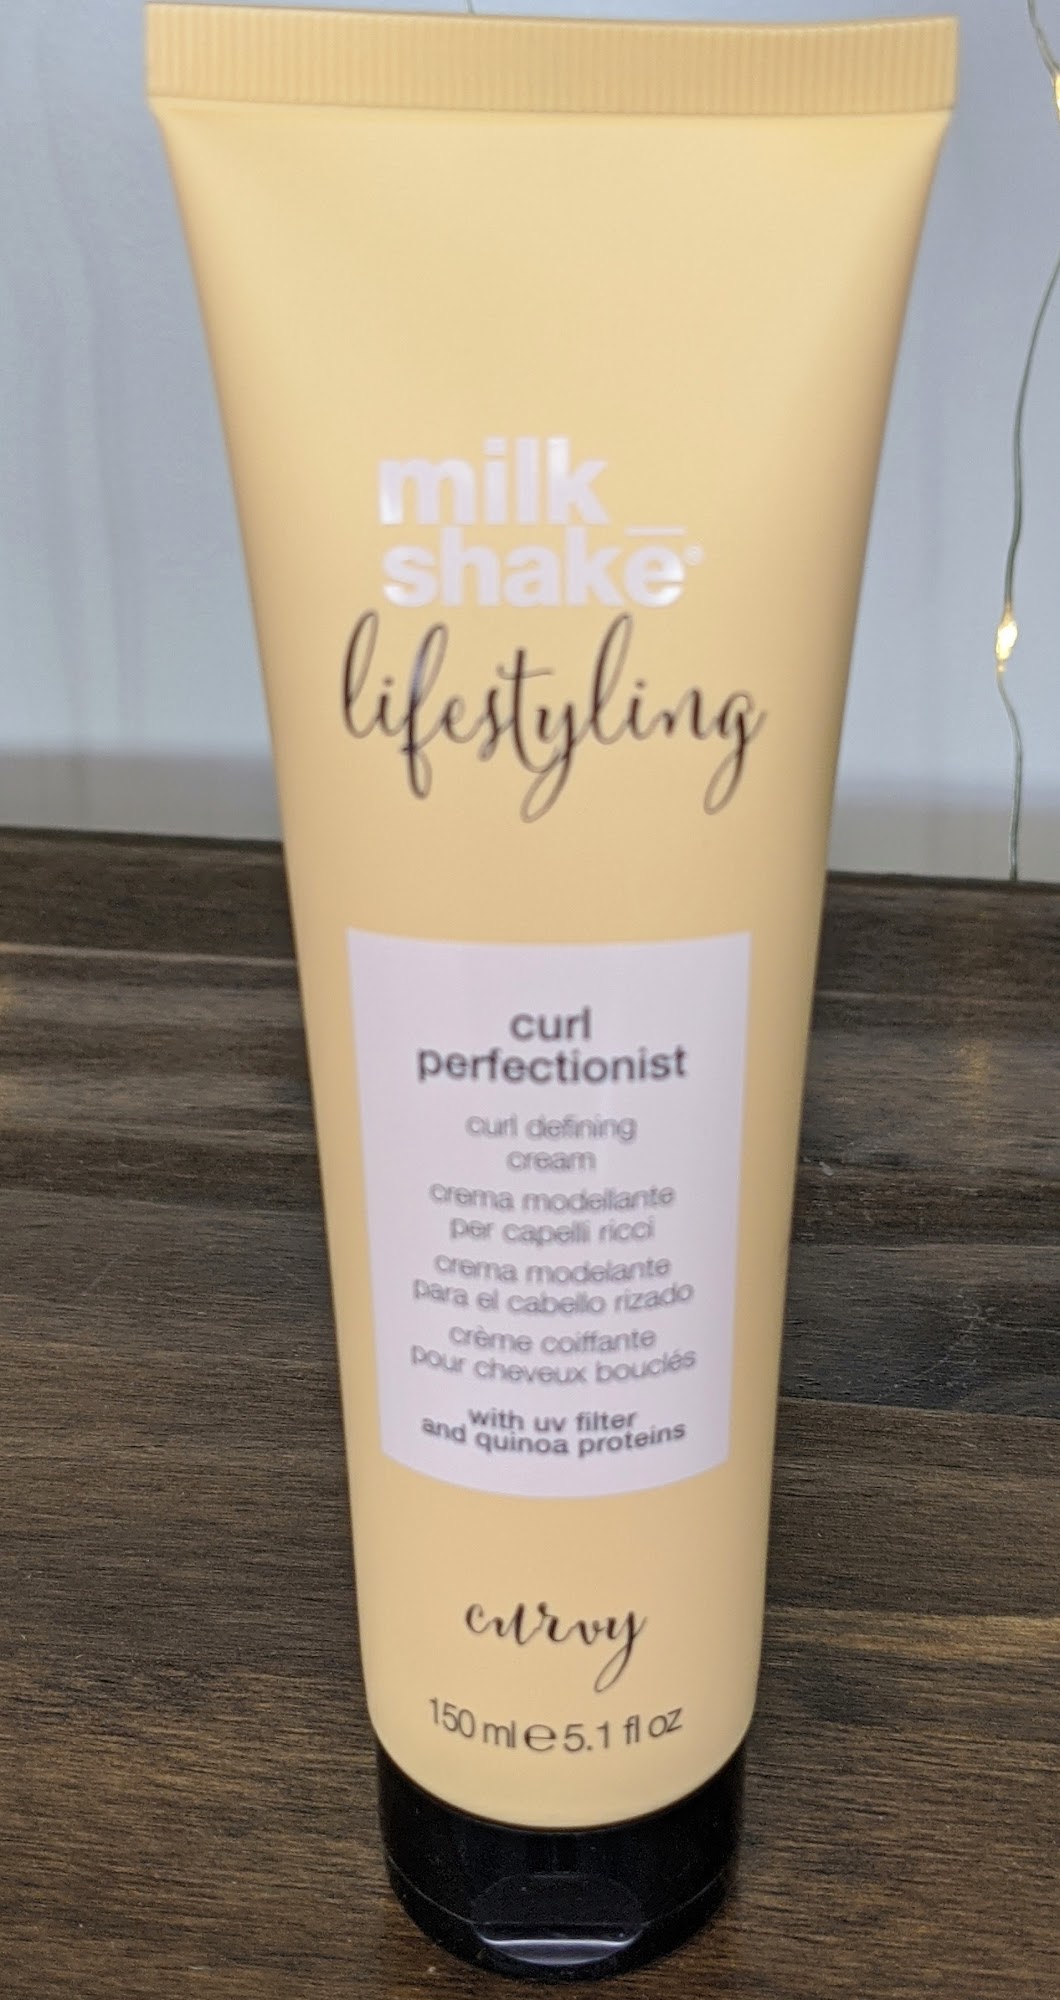 milk_
shake®
lifestyling
curl
perfectionist
curl defining
cream
crema modellante
per capelli ricci
crema modelante
para el cabello rizado
crème coiffante
pour cheveux bouclés
with uv filter
and quinoa proteins
curvy
150 ml e 5.1 fl oz